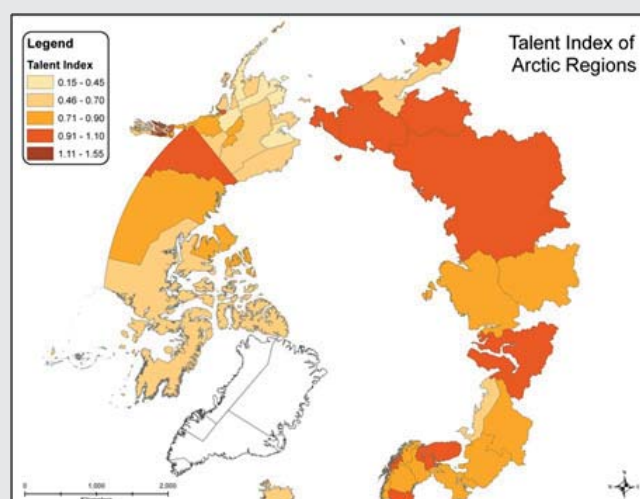 Talent Index of
Arctic Regions
Legend
Talent Index
0.15 - 0.45
0.46 - 0.70
0.71 - 0.90
0.91 - 1.10
1.11 - 1.55
0 1,000 2,000
N